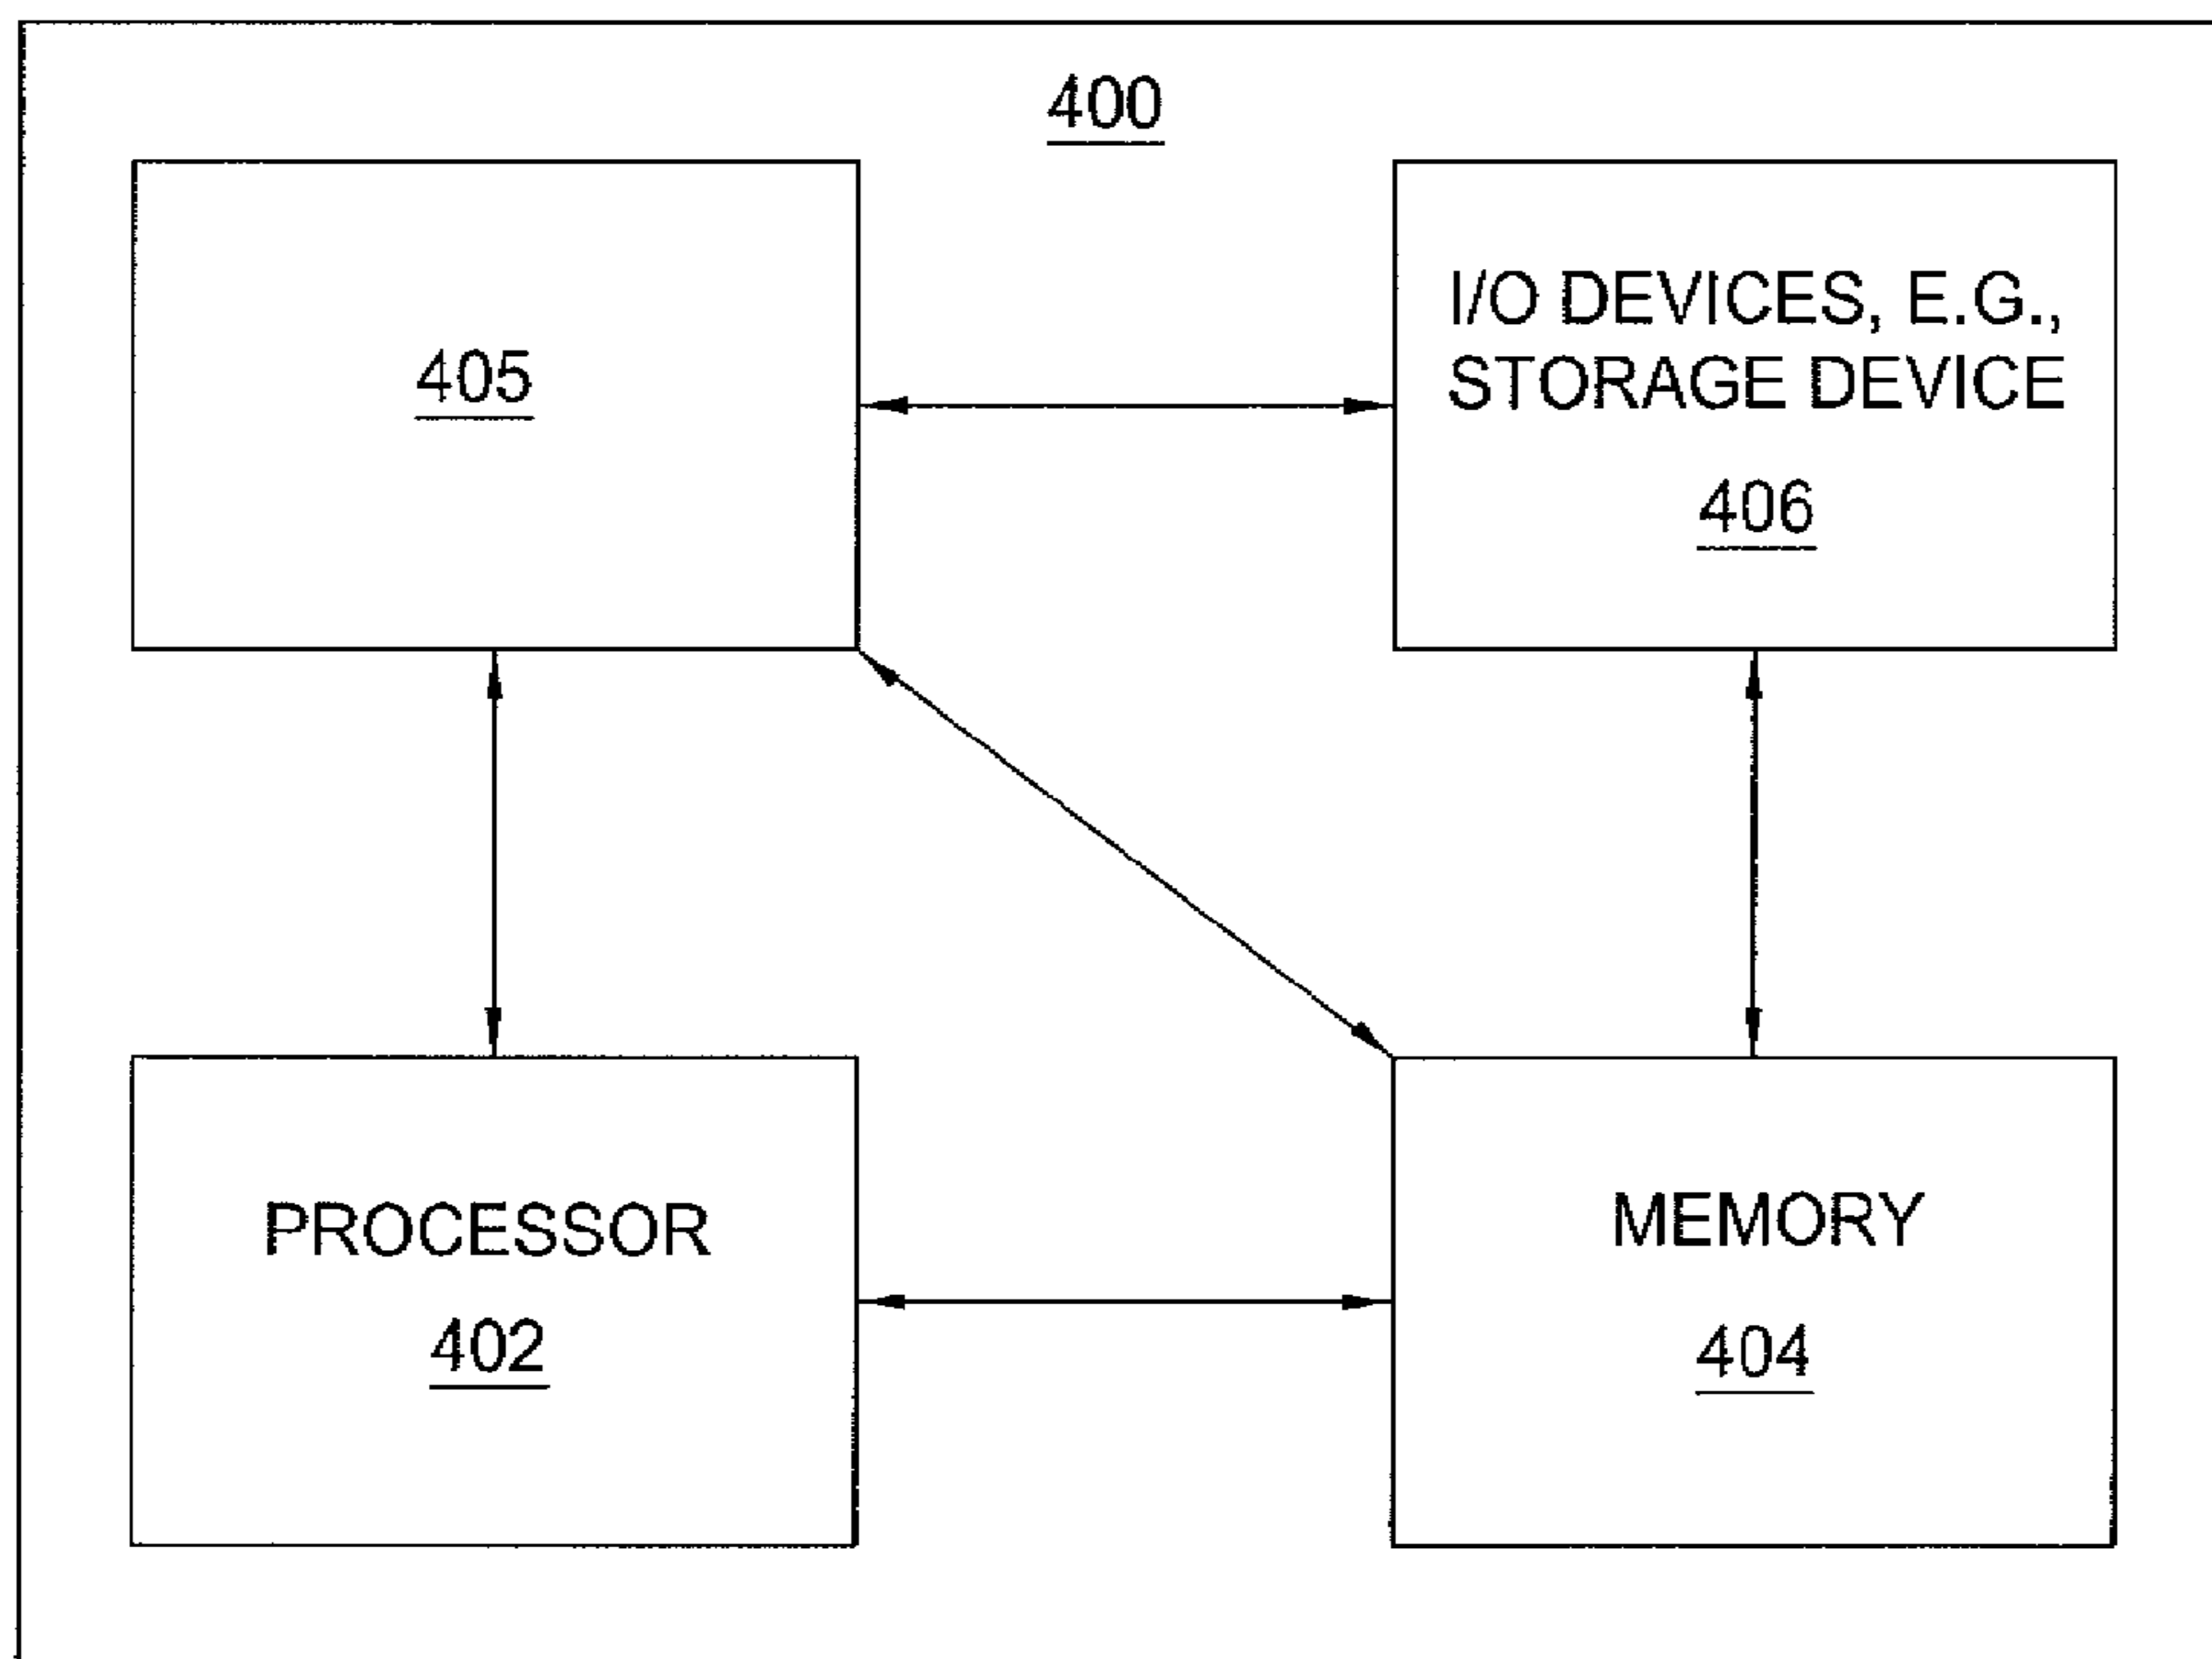 400
405
I/O DEVICES, E.G.,
STORAGE DEVICE
406
PROCESSOR
402
MEMORY
404